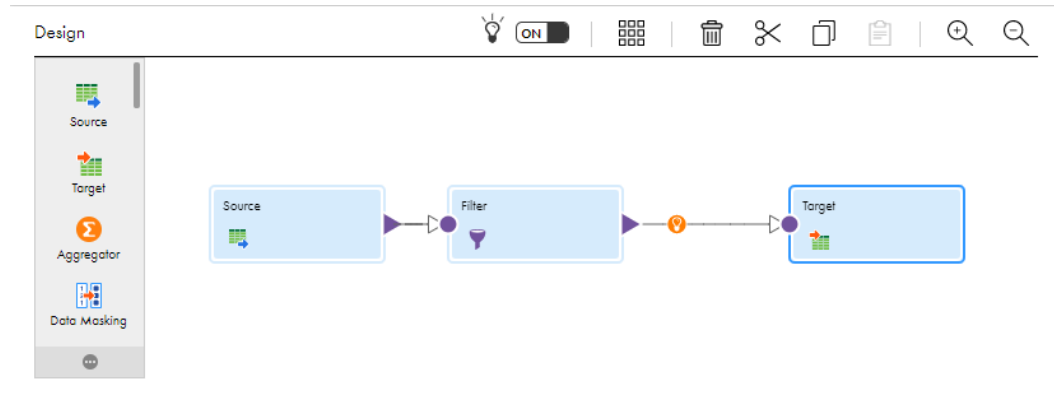 Design
ON
Source
Target
Aggregator
Data Masking
Source
Filter
Target